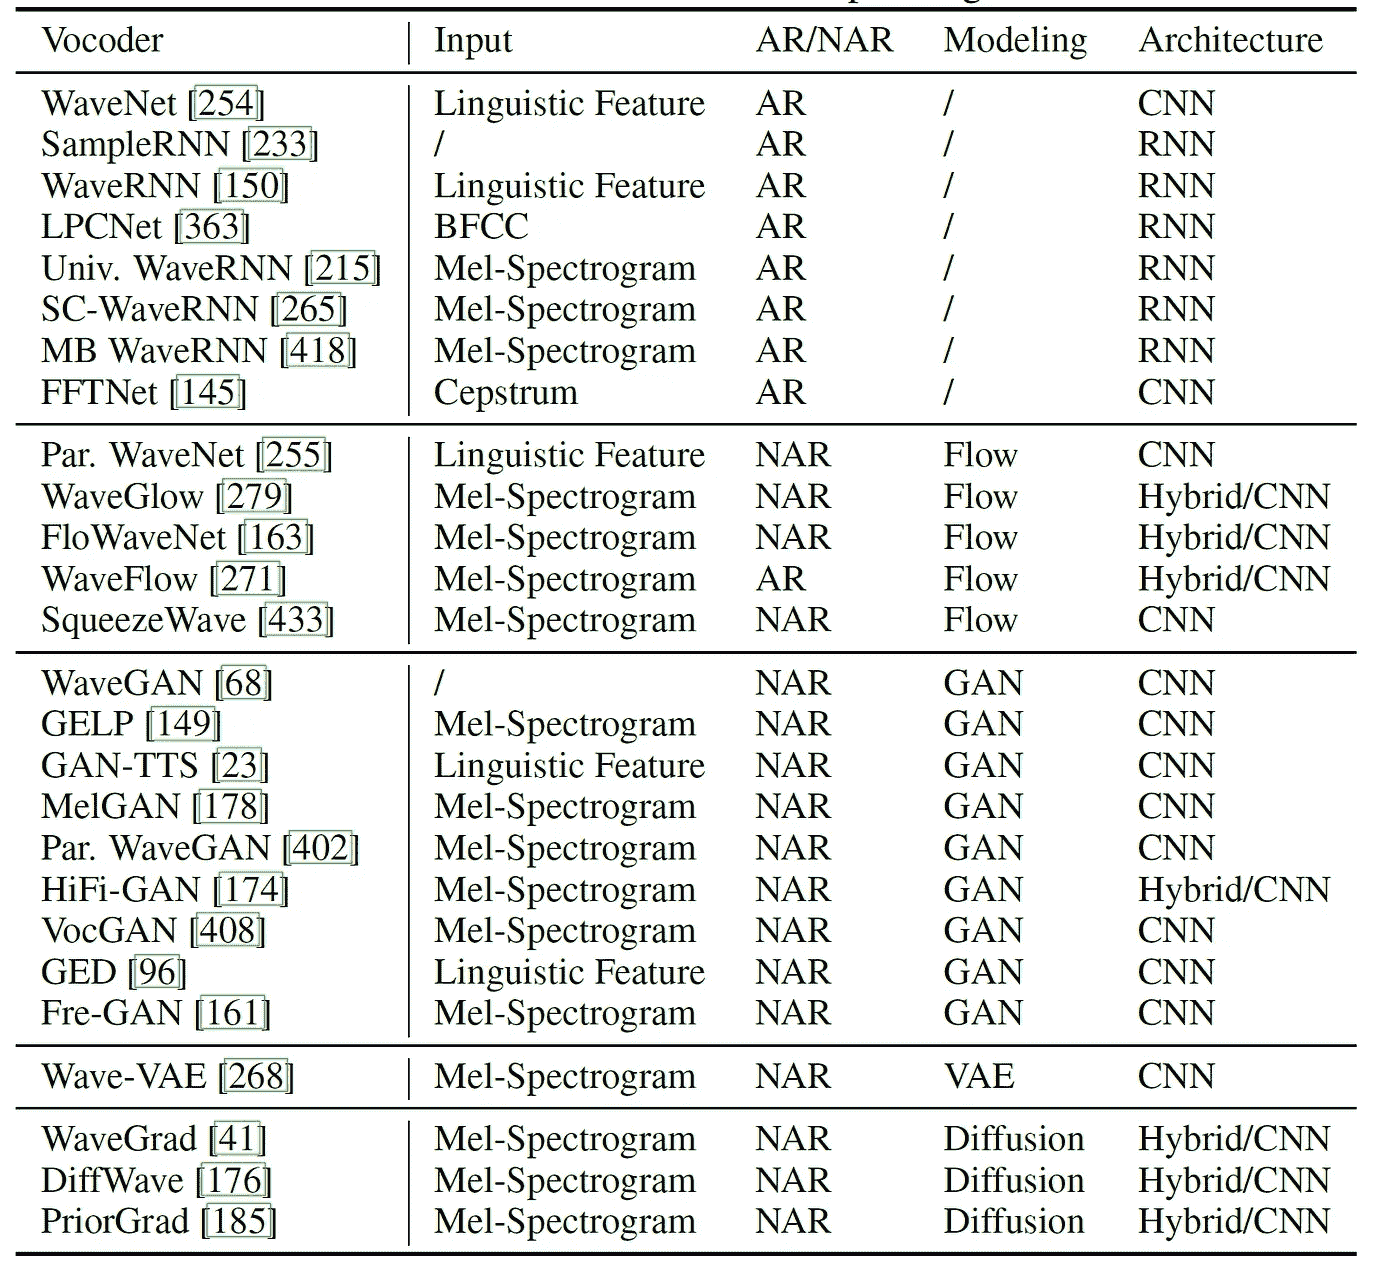 Vocoder Input AR/NAR Modeling Architecture
WaveNet [254] Linguistic Feature AR / CNN
SampleRNN [233] / AR / RNN
WaveRNN [150] Linguistic Feature AR / RNN
LPCNet [363] BFCC AR / RNN
Univ. WaveRNN [215] Mel-Spectrogram AR / RNN
SC-WaveRNN [265] Mel-Spectrogram AR / RNN
MB WaveRNN [418] Mel-Spectrogram AR / RNN
FFTNet [145] Cepstrum AR / CNN
Par. WaveNet [255] Linguistic Feature NAR Flow CNN
WaveGlow [279] Mel-Spectrogram NAR Flow Hybrid/CNN
FloWaveNet [163] Mel-Spectrogram NAR Flow Hybrid/CNN
WaveFlow [271] Mel-Spectrogram AR Flow Hybrid/CNN
SqueezeWave [433] Mel-Spectrogram NAR Flow CNN
WaveGAN [68] / NAR GAN CNN
GELP [149] Mel-Spectrogram NAR GAN CNN
GAN-TTS [23] Linguistic Feature NAR GAN CNN
MelGAN [178] Mel-Spectrogram NAR GAN CNN
Par. WaveGAN [402] Mel-Spectrogram NAR GAN CNN
HiFi-GAN [174] Mel-Spectrogram NAR GAN Hybrid/CNN
VocGAN [408] Mel-Spectrogram NAR GAN CNN
GED [96] Linguistic Feature NAR GAN CNN
Fre-GAN [161] Mel-Spectrogram NAR GAN CNN
Wave-VAE [268] Mel-Spectrogram NAR VAE CNN
WaveGrad [41] Mel-Spectrogram NAR Diffusion Hybrid/CNN
DiffWave [176] Mel-Spectrogram NAR Diffusion Hybrid/CNN
PriorGrad [185] Mel-Spectrogram NAR Diffusion Hybrid/CNN